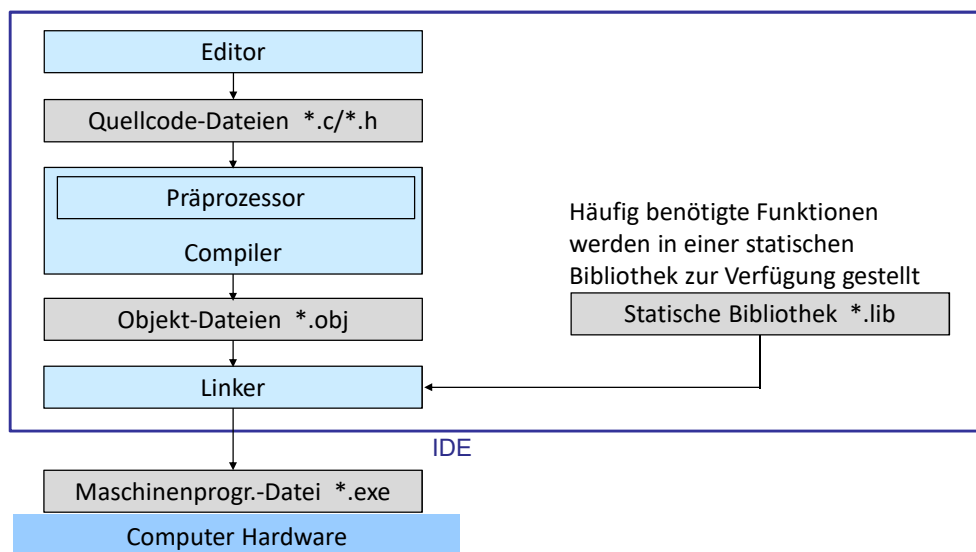 Editor
Quellcode-Dateien *.c/*.h
Präprozessor
Compiler
Häufig benötigte Funktionen
werden in einer statischen
Bibliothek zur Verfügung gestellt
Objekt-Dateien *.obj
Statische Bibliothek *.lib
Linker
IDE
Maschinenprogr.-Datei *.exe
Computer Hardware